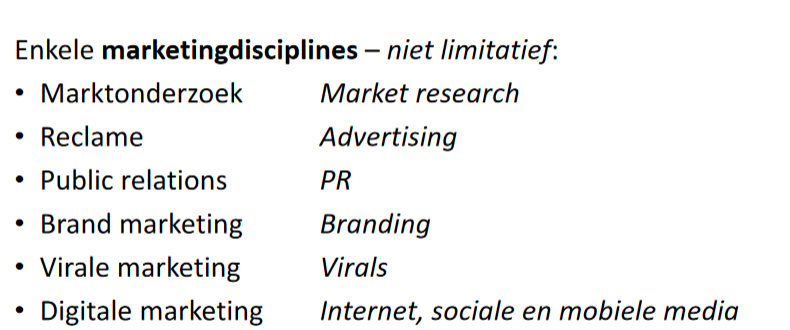 Enkele marketingdisciplines – niet limitatief:
• Marktonderzoek Market research
• Reclame Advertising
• Public relations PR
• Brand marketing Branding
• Virale marketing Virals
• Digitale marketing Internet, sociale en mobiele media